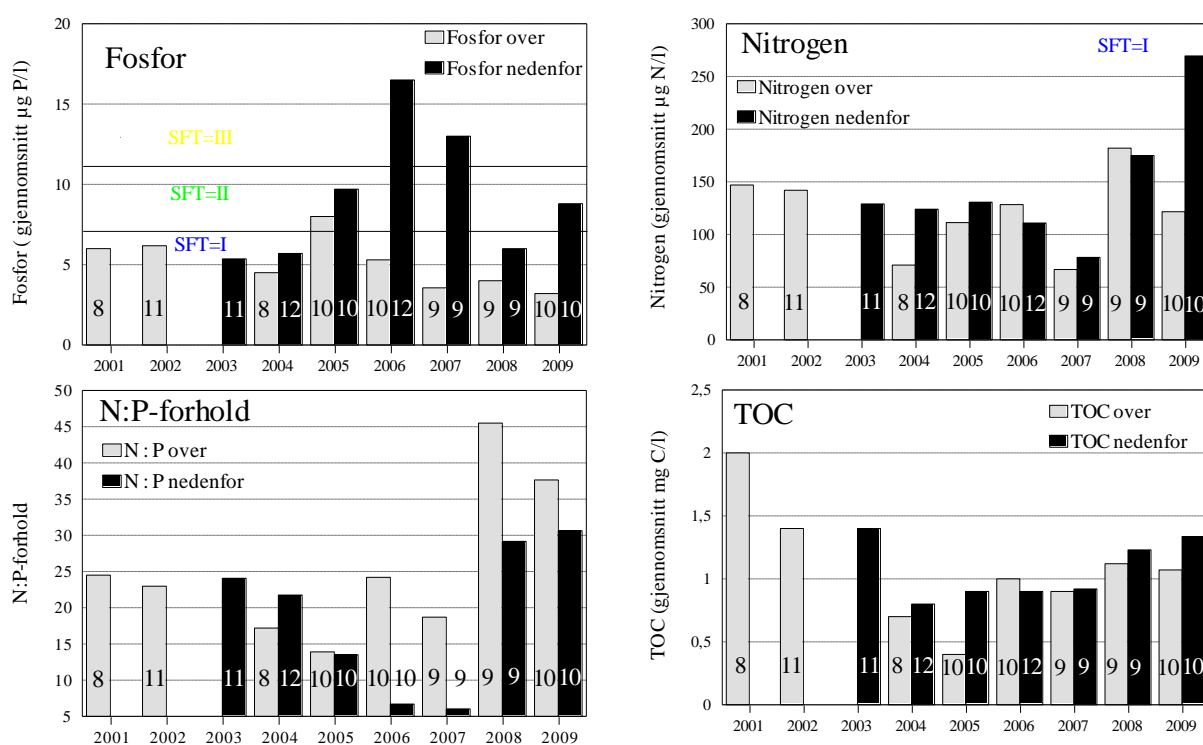 Fosfor
Fosfor over
Fosfor nedenfor
SFT=III
SFT=II
SFT=I
Fosfor ( gjennomsnitt µg P/l)
20
15
10
5
0
8 11 11 8 12 10 10 10 12 9 9 9 9 10 10
2001 2002 2003 2004 2005 2006 2007 2008 2009
Nitrogen
SFT=I
Nitrogen over
Nitrogen nedenfor
Nitrogen (gjennomsnitt µg N/l)
300
250
200
150
100
50
0
8 11 11 8 12 10 10 10 12 9 9 9 9 10 10
2001 2002 2003 2004 2005 2006 2007 2008 2009
N:P-forhold
N : P over
N : P nedenfor
N:P-forhold
50
45
40
35
30
25
20
15
10
5
8 11 11 8 12 10 10 10 10 9 9 9 9 10 10
2001 2002 2003 2004 2005 2006 2007 2008 2009
TOC
TOC over
TOC nedenfor
TOC (gjennomsnitt mg C/l)
2,5
2
1,5
1
0,5
0
8 11 11 8 12 10 10 10 12 9 9 9 9 10 10
2001 2002 2003 2004 2005 2006 2007 2008 2009